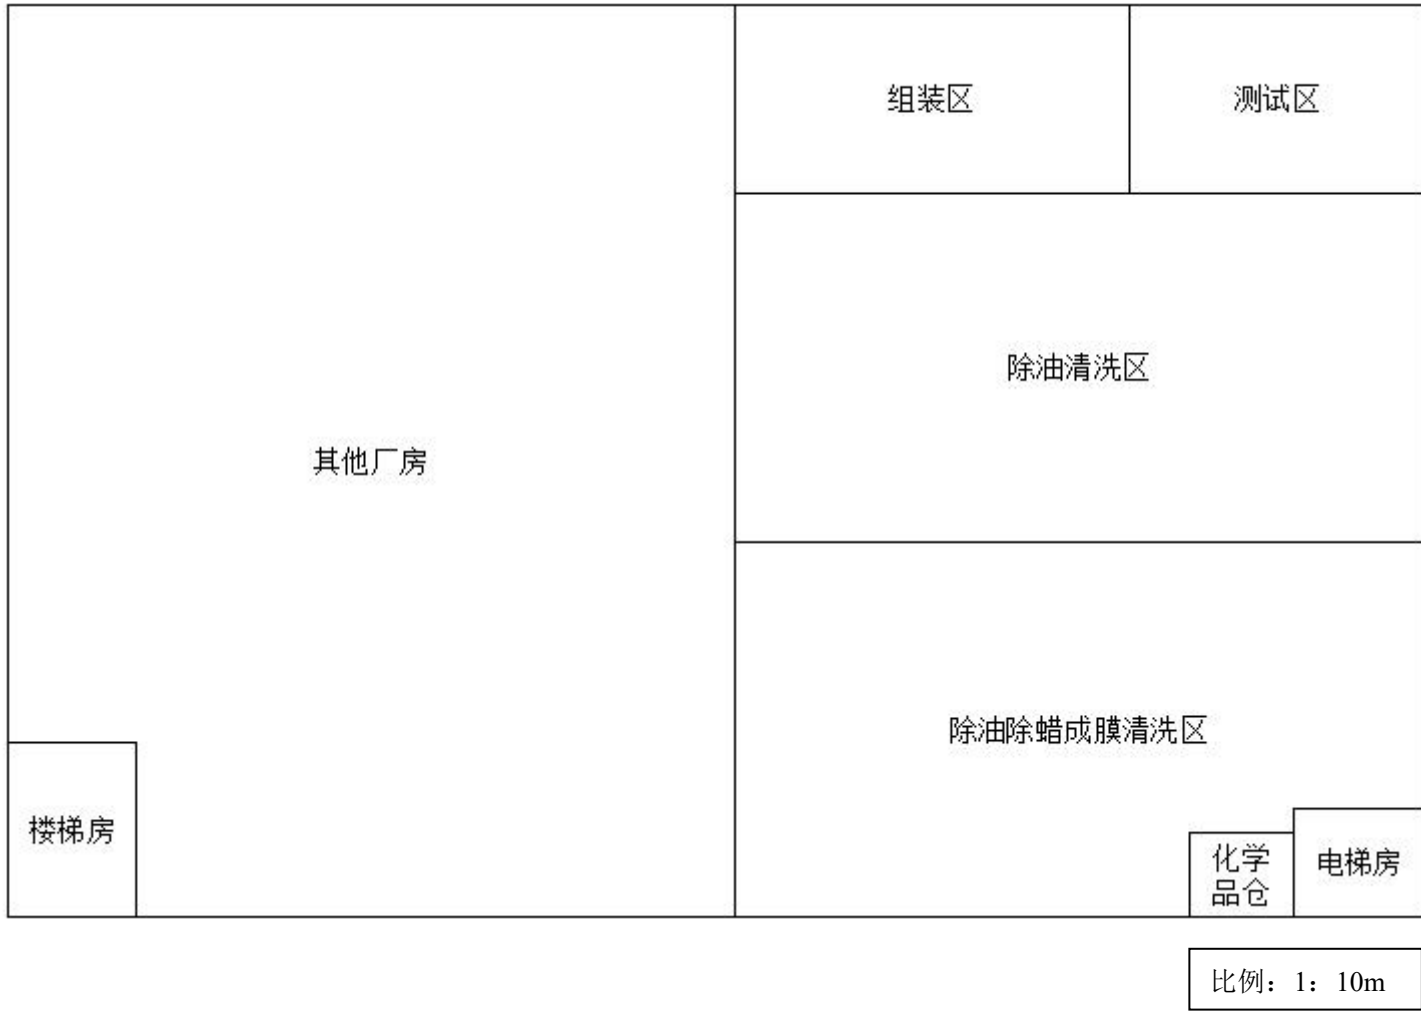 组装区
测试区
除油清洗区
其他厂房
除油除蜡成膜清洗区
楼梯房
化学
品仓
电梯房
比例：1：10m